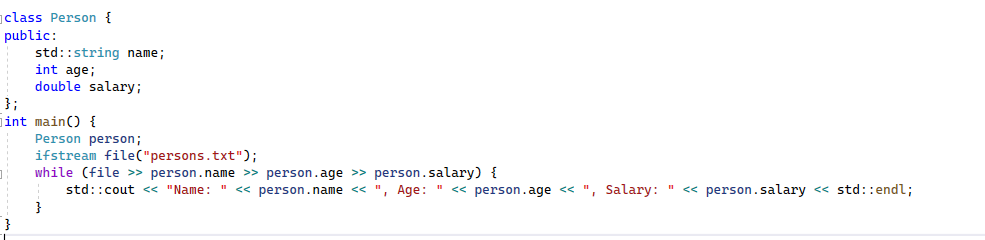 class Person {
public:
    std::string name;
    int age;
    double salary;
};
int main() {
    Person person;
    ifstream file("persons.txt");
    while (file >> person.name >> person.age >> person.salary) {
        std::cout << "Name: " << person.name << ", Age: " << person.age << ", Salary: " << person.salary << std::endl;
    }
}